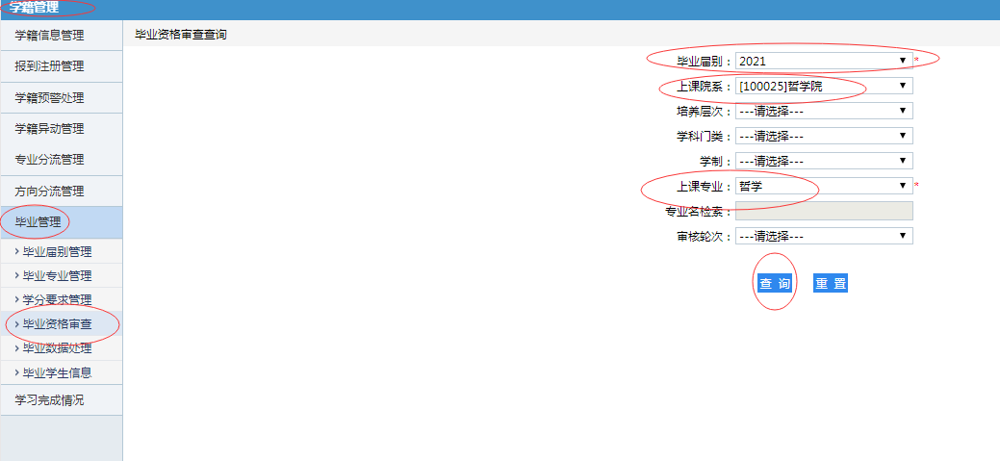 学籍管理
学籍信息管理
报到注册管理
学籍预警处理
学籍异动管理
专业分流管理
方向分流管理
毕业管理
› 毕业届别管理
› 毕业专业管理
› 学分要求管理
› 毕业资格审查
› 毕业数据处理
› 毕业学生信息
学习完成情况
毕业资格审查查询
毕业届别： 2021 *
上课院系： [100025]哲学院
培养层次： ---请选择---
学科门类： ---请选择---
学制： ---请选择---
上课专业： 哲学 *
专业名检索：
审核轮次： ---请选择---
查 询 重 置